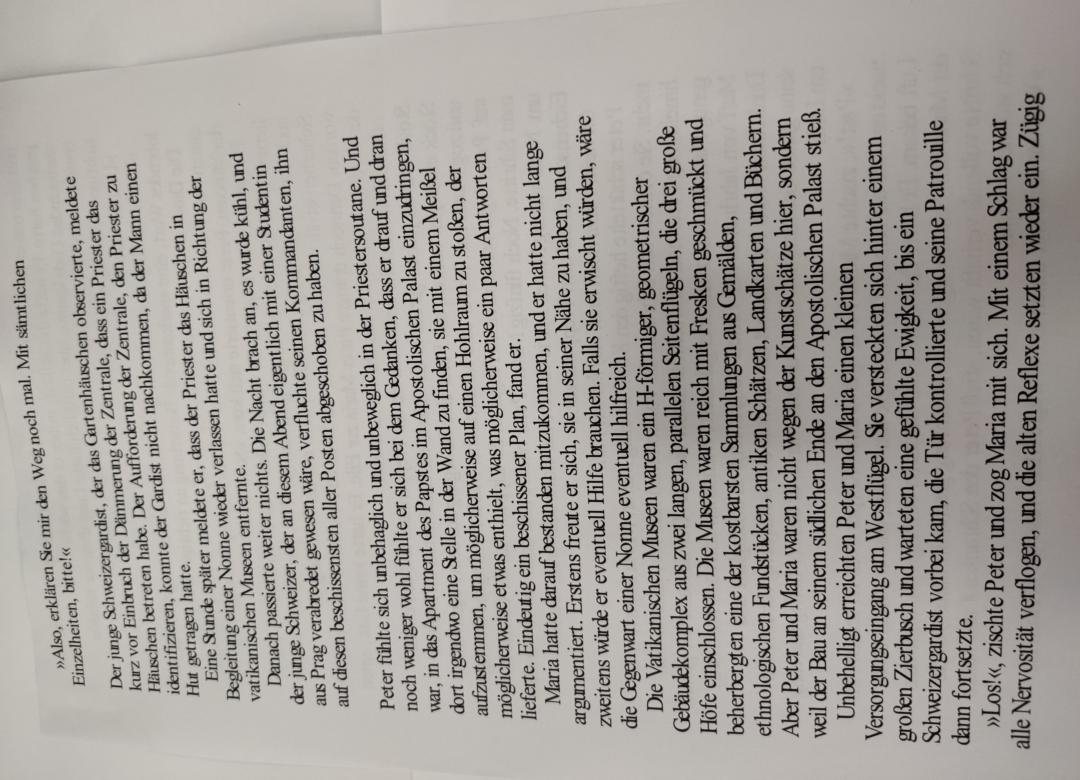 »Also, erklären Sie mir den Weg noch mal. Mit sämtlichen
Einzelheiten, bitte!«
Der junge Schweizergardist, der das Gartenhäuschen observierte, meldete
kurz vor Einbruch der Dämmerung der Zentrale, dass ein Priester das
Häuschen betreten habe. Der Aufforderung der Zentrale, den Priester zu
identifizieren, konnte der Gardist nicht nachkommen, da der Mann einen
Hut getragen hatte.
Eine Stunde später meldete er, dass der Priester das Häuschen in
Begleitung einer Nonne wieder verlassen hatte und sich in Richtung der
vatikanischen Museen entfernte.
Danach passierte weiter nichts. Die Nacht brach an, es wurde kühl, und
der junge Schweizer, der an diesem Abend eigentlich mit einer Studentin
aus Prag verabredet gewesen wäre, verfluchte seinen Kommandanten, ihn
auf diesen beschissensten aller Posten abgeschoben zu haben.
Peter fühlte sich unbehaglich und unbeweglich in der Priestersoutane. Und
noch weniger wohl fühlte er sich bei dem Gedanken, dass er drauf und dran
war, in das Apartment des Papstes im Apostolischen Palast einzudringen,
dort irgendwo eine Stelle in der Wand zu finden, sie mit einem Meißel
aufzustemmen, um möglicherweise auf einen Hohlraum zu stoßen, der
möglicherweise etwas enthielt, was möglicherweise ein paar Antworten
lieferte. Eindeutig ein beschissener Plan, fand er.
Maria hatte darauf bestanden mitzukommen, und er hatte nicht lange
argumentiert. Erstens freute er sich, sie in seiner Nähe zu haben, und
zweitens würde er eventuell Hilfe brauchen. Falls sie erwischt würden, wäre
die Gegenwart einer Nonne eventuell hilfreich.
Die Vatikanischen Museen waren ein H-förmiger, geometrischer
Gebäudekomplex aus zwei langen, parallelen Seitenflügeln, die drei große
Höfe einschlossen. Die Museen waren reich mit Fresken geschmückt und
beherbergten eine der kostbarsten Sammlungen aus Gemälden,
ethnologischen Fundstücken, antiken Schätzen, Landkarten und Büchern.
Aber Peter und Maria waren nicht wegen der Kunstschätze hier, sondern
weil der Bau an seinem südlichen Ende an den Apostolischen Palast stieß.
Unbehelligt erreichten Peter und Maria einen kleinen
Versorgungseingang am Westflügel. Sie versteckten sich hinter einem
großen Zierbusch und warteten eine gefühlte Ewigkeit, bis ein
Schweizergardist vorbei kam, die Tür kontrollierte und seine Patrouille
dann fortsetzte.
»Los!«, zischte Peter und zog Maria mit sich. Mit einem Schlag war
alle Nervosität verflogen, und die alten Reflexe setzten wieder ein. Zügig